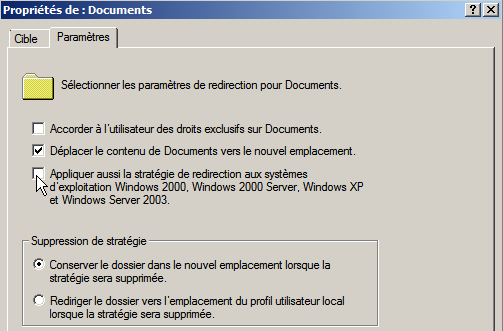 Propriétés de : Documents
Cible
Paramètres
Sélectionner les paramètres de redirection pour Documents.
Accorder à l'utilisateur des droits exclusifs sur Documents.
Déplacer le contenu de Documents vers le nouvel emplacement.
Appliquer aussi la stratégie de redirection aux systèmes
d'exploitation Windows 2000, Windows 2000 Server, Windows XP
et Windows Server 2003.
Suppression de stratégie
Conserver le dossier dans le nouvel emplacement lorsque la
stratégie sera supprimée.
Rediriger le dossier vers l'emplacement du profil utilisateur local
lorsque la stratégie sera supprimée.